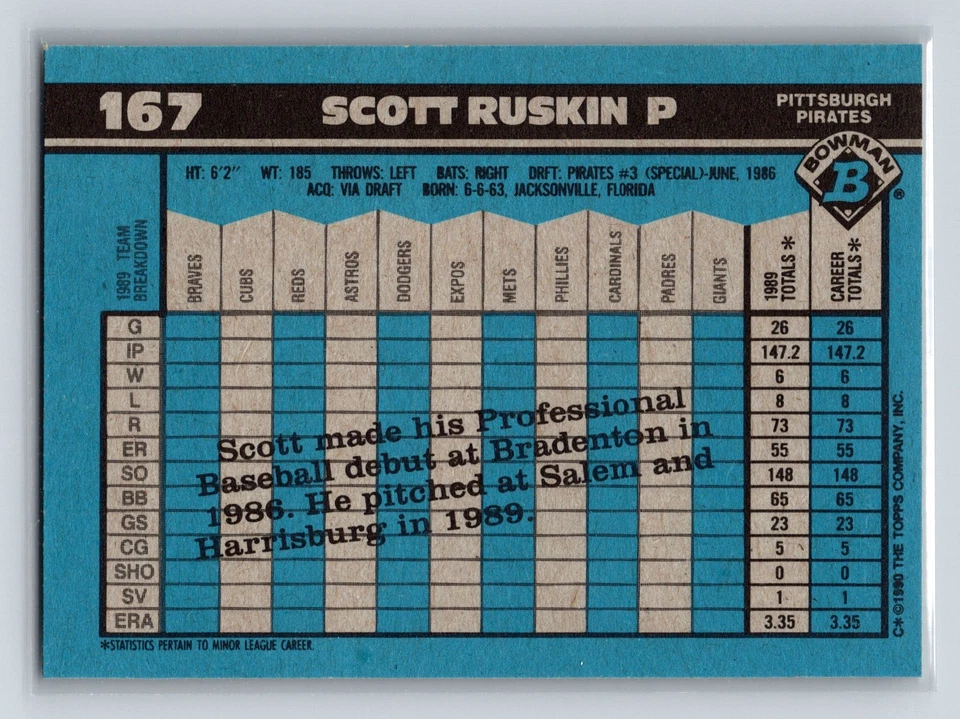 167 SCOTT RUSKIN P PITTSBURGH PIRATES
BOWMAN
B
®
HT: 6'2" WT: 185 THROWS: LEFT BATS: RIGHT DRFT: PIRATES #3 (SPECIAL)-JUNE, 1986
ACQ: VIA DRAFT BORN: 6-6-63, JACKSONVILLE, FLORIDA
1989 TEAM BREAKDOWN BRAVES CUBS REDS ASTROS DODGERS EXPOS METS PHILLIES CARDINALS PADRES GIANTS 1989 TOTALS * CAREER TOTALS *
G 26 26
IP 147.2 147.2
W 6 6
L 8 8
R 73 73
ER 55 55
SO 148 148
BB 65 65
GS 23 23
CG 5 5
SHO 0 0
SV 1 1
ERA 3.35 3.35
Scott made his Professional
Baseball debut at Bradenton in
1986. He pitched at Salem and
Harrisburg in 1989.
*STATISTICS PERTAIN TO MINOR LEAGUE CAREER.
C* © 1990 THE TOPPS COMPANY, INC.